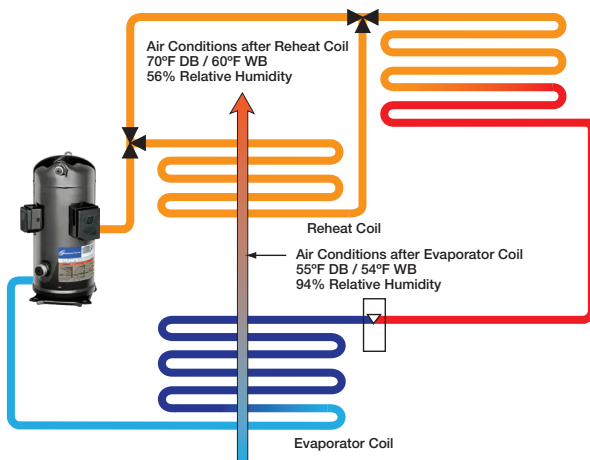 Air Conditions after Reheat Coil
70ºF DB / 60ºF WB
56% Relative Humidity
Reheat Coil
Air Conditions after Evaporator Coil
55ºF DB / 54ºF WB
94% Relative Humidity
Evaporator Coil